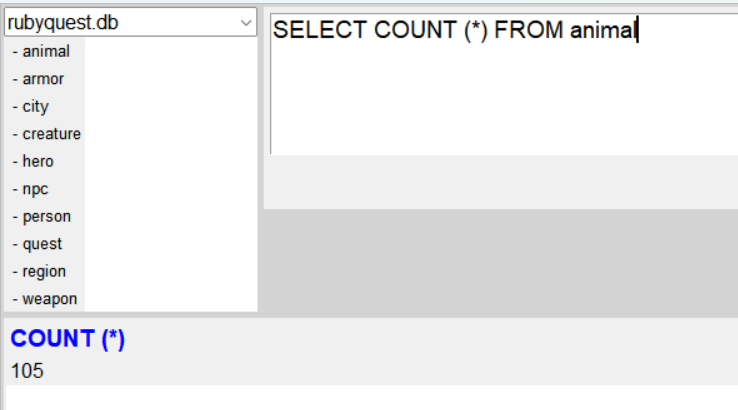 rubyquest.db
- animal
- armor
- city
- creature
- hero
- npc
- person
- quest
- region
- weapon
SELECT COUNT (*) FROM animal
COUNT (*)
105